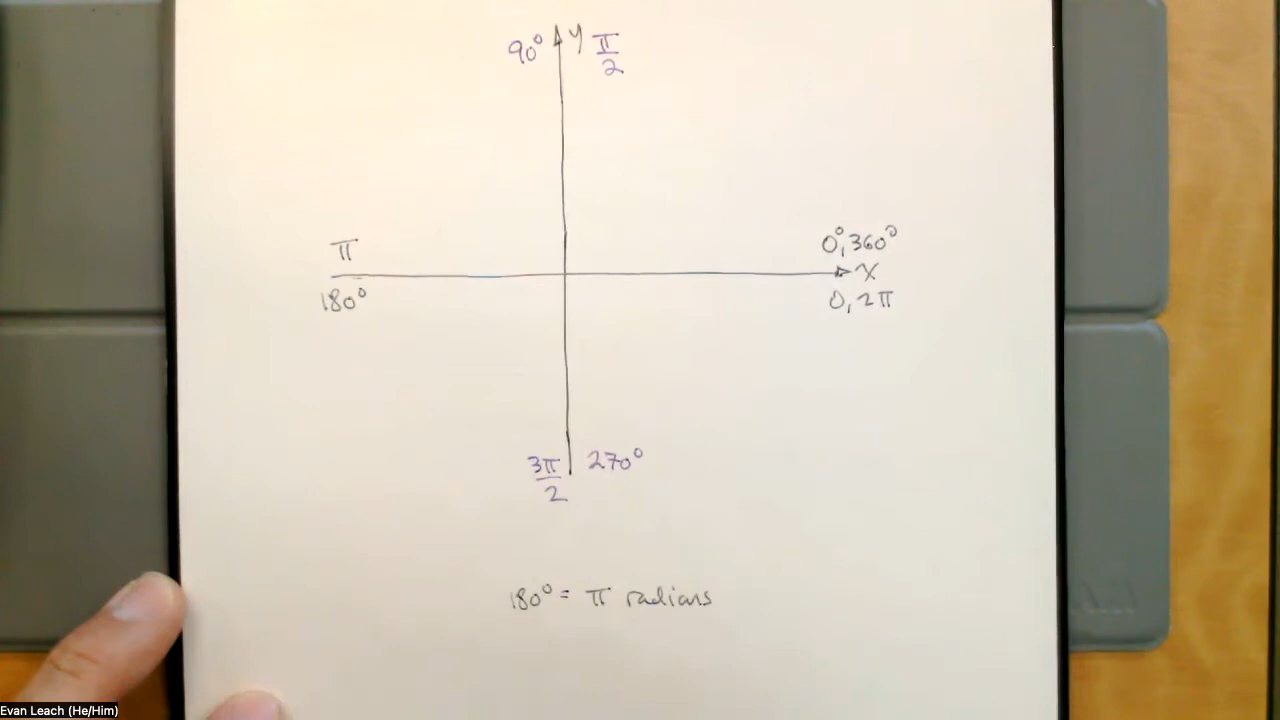 90° y π/2
π
0°, 360°
x
180°
0, 2π
3π/2 270°
180° = π radians
Evan Leach (He/Him)